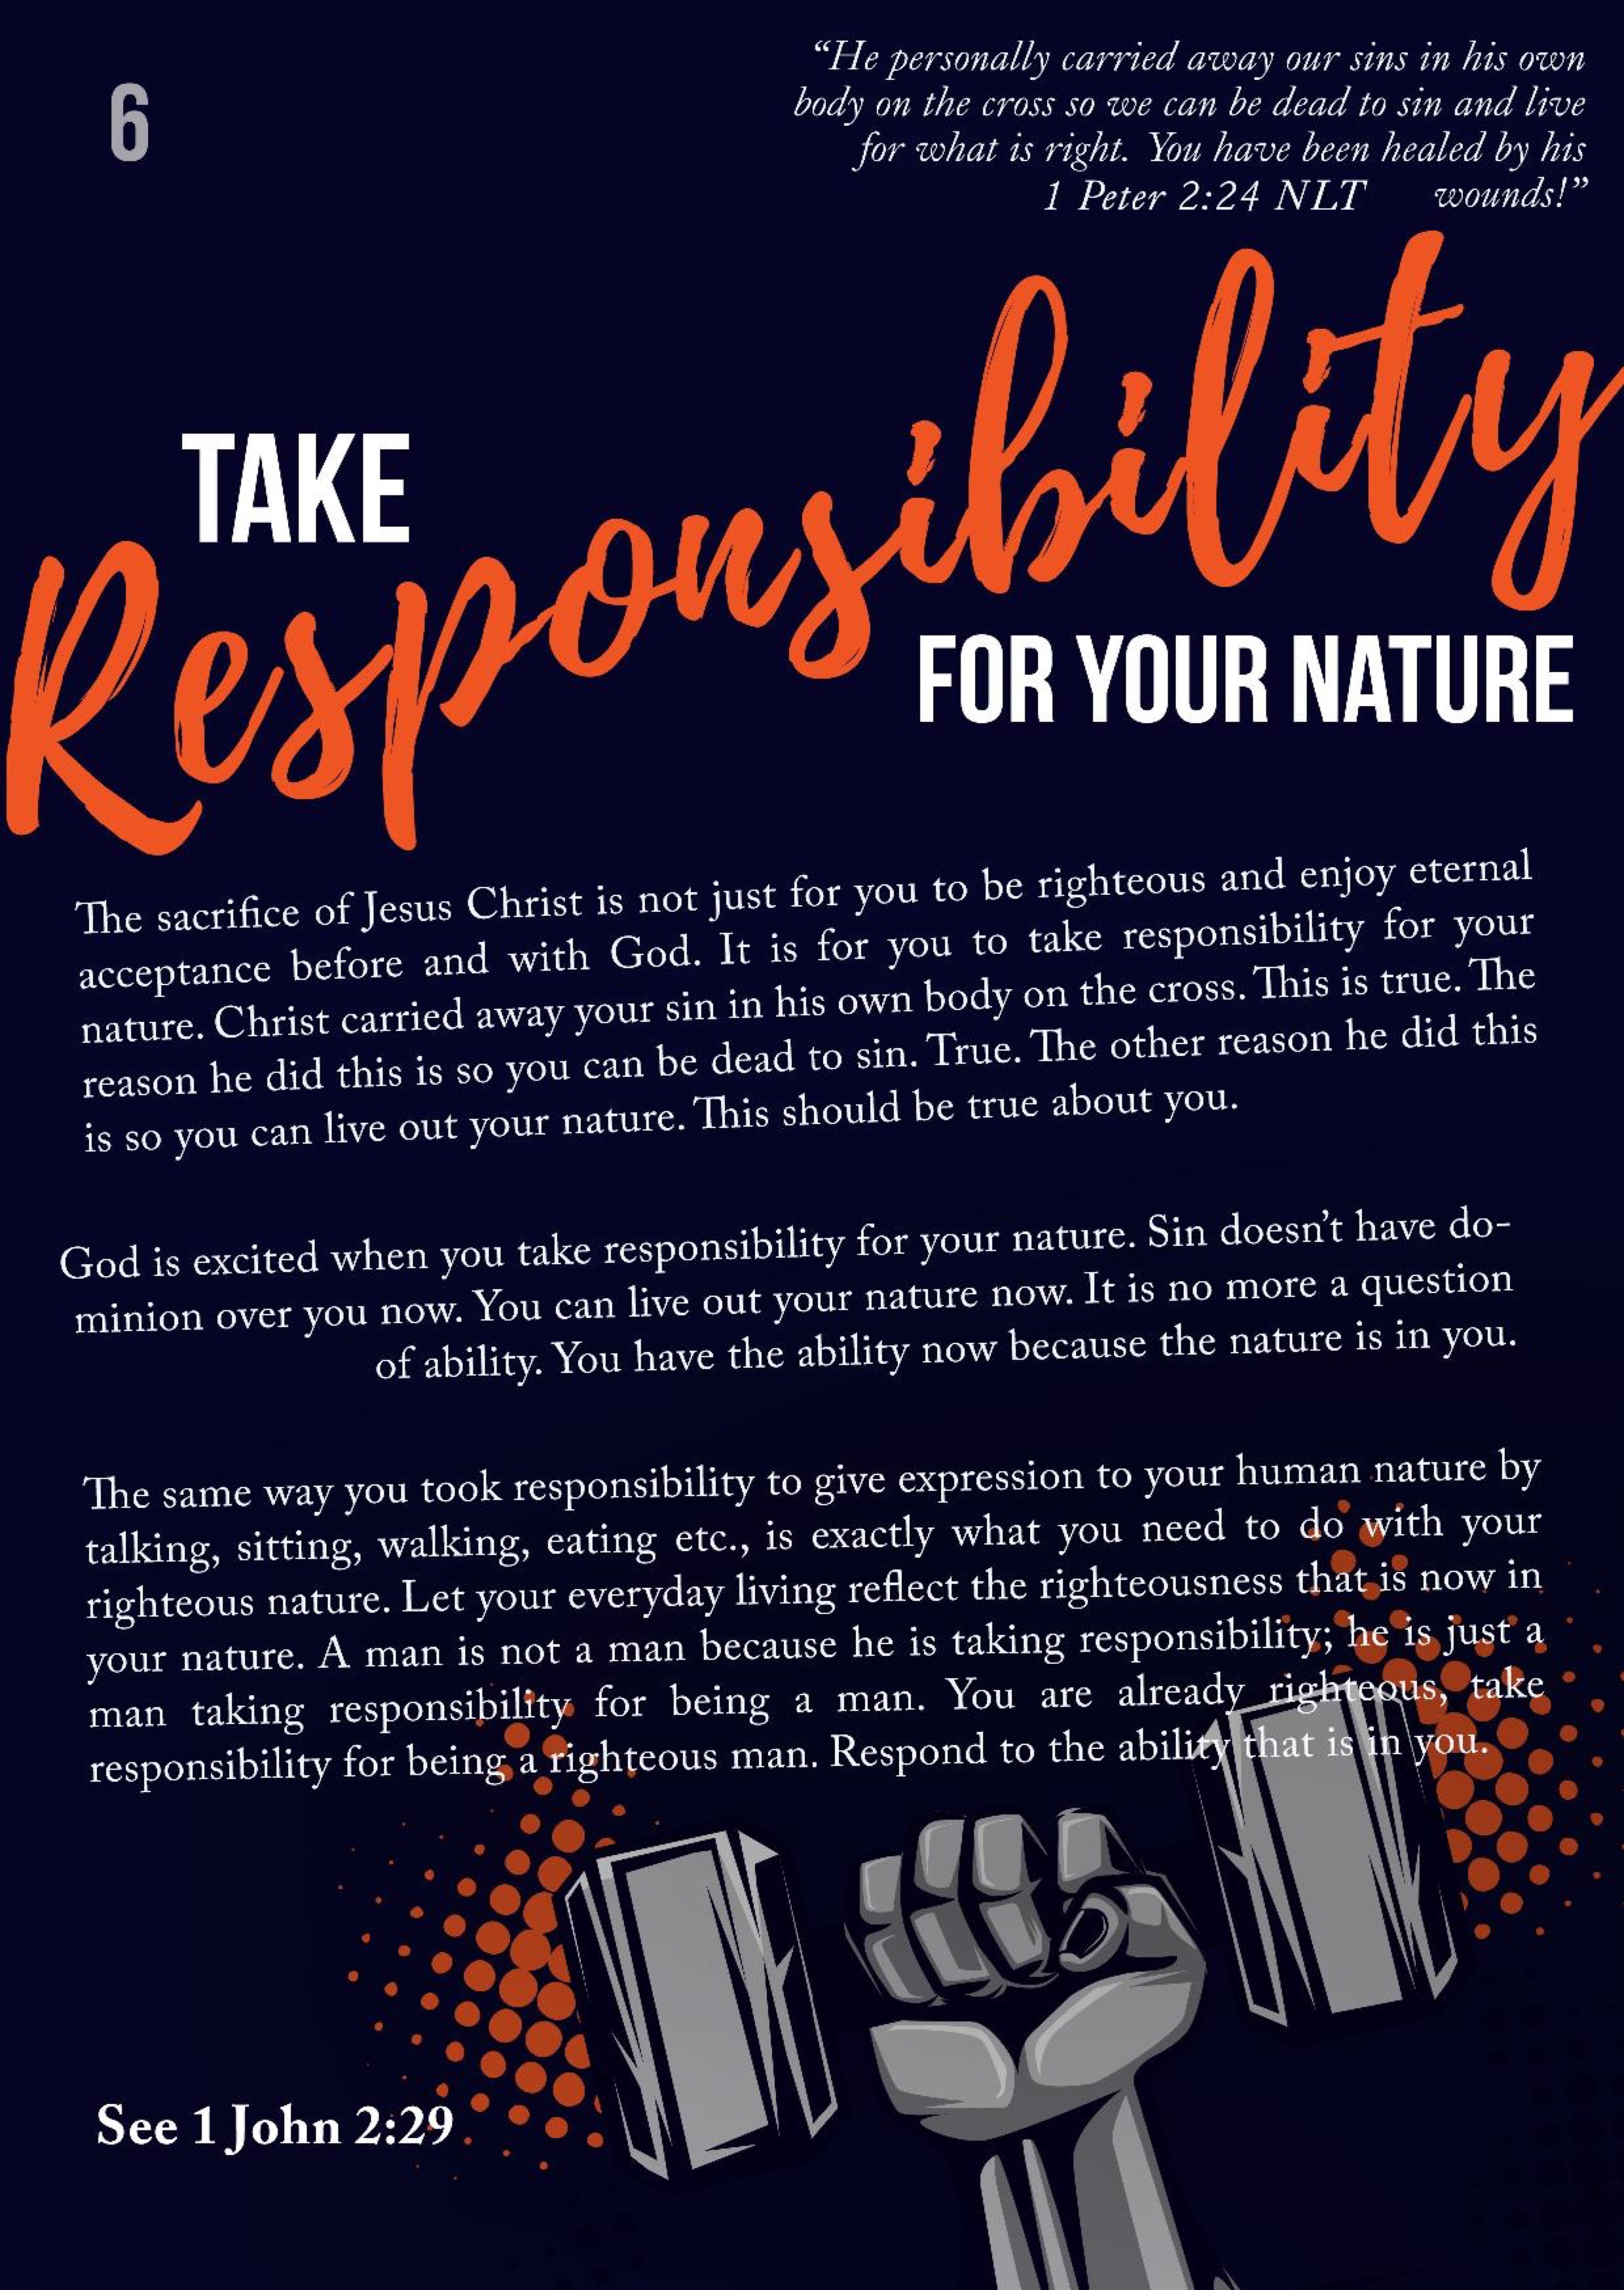 6
“He personally carried away our sins in his own
body on the cross so we can be dead to sin and live
for what is right. You have been healed by his
1 Peter 2:24 NLT wounds!”
TAKE
Responsibility
FOR YOUR NATURE
The sacrifice of Jesus Christ is not just for you to be righteous and enjoy eternal
acceptance before and with God. It is for you to take responsibility for your
nature. Christ carried away your sin in his own body on the cross. This is true. The
reason he did this is so you can be dead to sin. True. The other reason he did this
is so you can live out your nature. This should be true about you.
God is excited when you take responsibility for your nature. Sin doesn’t have do-
minion over you now. You can live out your nature now. It is no more a question
of ability. You have the ability now because the nature is in you.
The same way you took responsibility to give expression to your human nature by
talking, sitting, walking, eating etc., is exactly what you need to do with your
righteous nature. Let your everyday living reflect the righteousness that is now in
your nature. A man is not a man because he is taking responsibility; he is just a
man taking responsibility for being a man. You are already righteous, take
responsibility for being a righteous man. Respond to the ability that is in you.
See 1 John 2:29